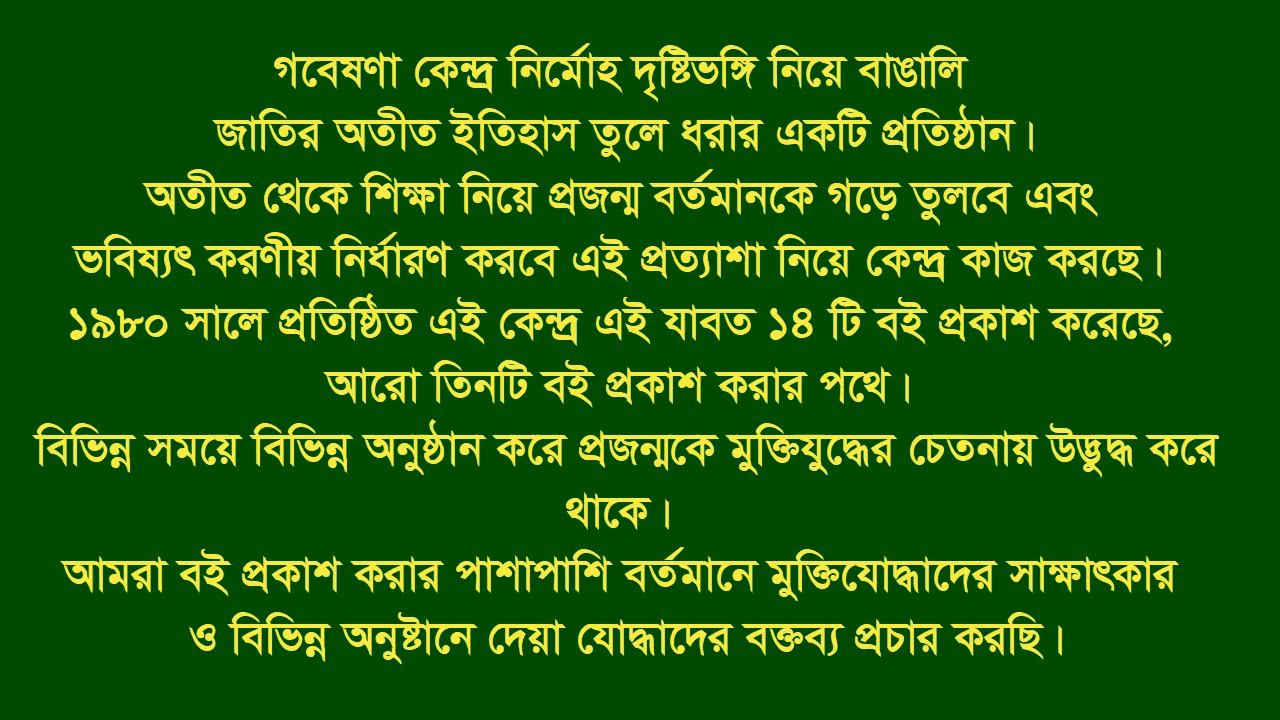 গবেষণা কেন্দ্র নির্মোহ দৃষ্টিভঙ্গি নিয়ে বাঙালি
জাতির অতীত ইতিহাস তুলে ধরার একটি প্রতিষ্ঠান।
অতীত থেকে শিক্ষা নিয়ে প্রজন্ম বর্তমানকে গড়ে তুলবে এবং
ভবিষ্যৎ করণীয় নির্ধারণ করবে এই প্রত্যাশা নিয়ে কেন্দ্র কাজ করছে।
১৯৮০ সালে প্রতিষ্ঠিত এই কেন্দ্র এই যাবত ১৪ টি বই প্রকাশ করেছে,
আরো তিনটি বই প্রকাশ করার পথে।
বিভিন্ন সময়ে বিভিন্ন অনুষ্ঠান করে প্রজন্মকে মুক্তিযুদ্ধের চেতনায় উদ্ভুদ্ধ করে
থাকে।
আমরা বই প্রকাশ করার পাশাপাশি বর্তমানে মুক্তিযোদ্ধাদের সাক্ষাৎকার
ও বিভিন্ন অনুষ্টানে দেয়া যোদ্ধাদের বক্তব্য প্রচার করছি।